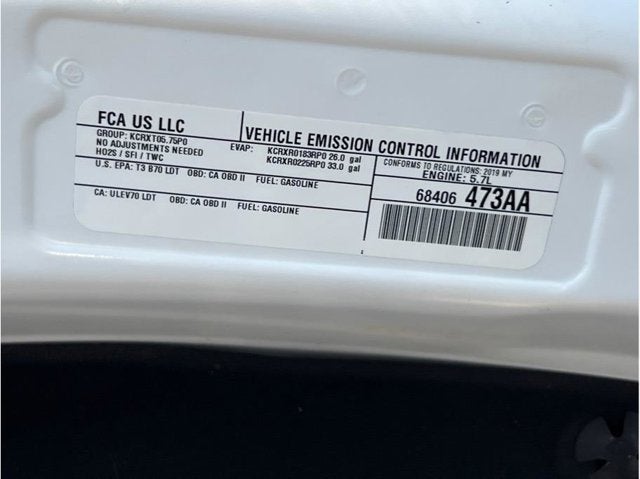 FCA US LLC
GROUP: KCRXT05.75P0
NO ADJUSTMENTS NEEDED
HO2S / SFI / TWC
VEHICLE EMISSION CONTROL INFORMATION
EVAP: KCRXR0183RP0 26.0 gal
KCRXR0225RP0 33.0 gal
CONFORMS TO REGULATIONS: 2019 MY
ENGINE: 5.7L
U.S. EPA: T3 B70 LDT OBD: CA OBD II FUEL: GASOLINE
CA: ULEV70 LDT OBD: CA OBD II FUEL: GASOLINE
68406 473AA